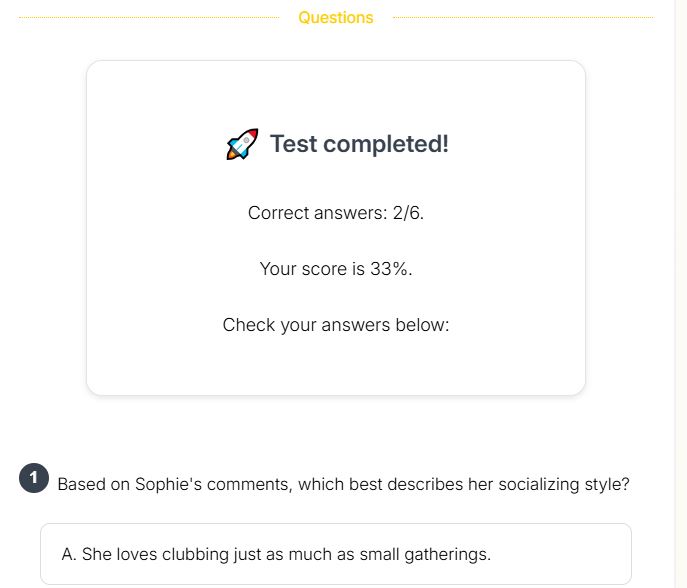 Questions
🚀 Test completed!
Correct answers: 2/6.
Your score is 33%.
Check your answers below:
1 Based on Sophie's comments, which best describes her socializing style?
A. She loves clubbing just as much as small gatherings.